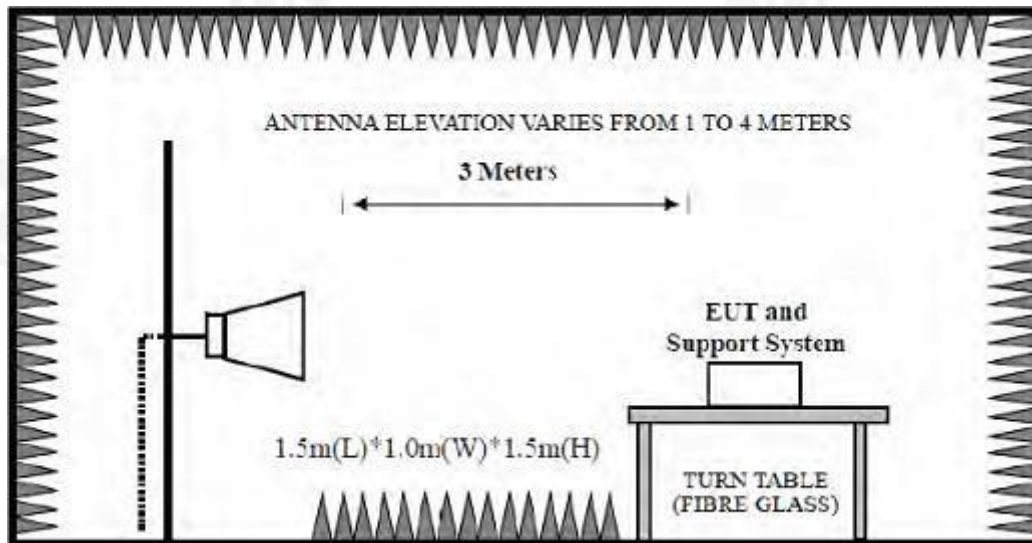 ANTENNA ELEVATION VARIES FROM 1 TO 4 METERS
3 Meters
EUT and
Support System
1.5m(L)*1.0m(W)*1.5m(H)
TURN TABLE
(FIBRE GLASS)